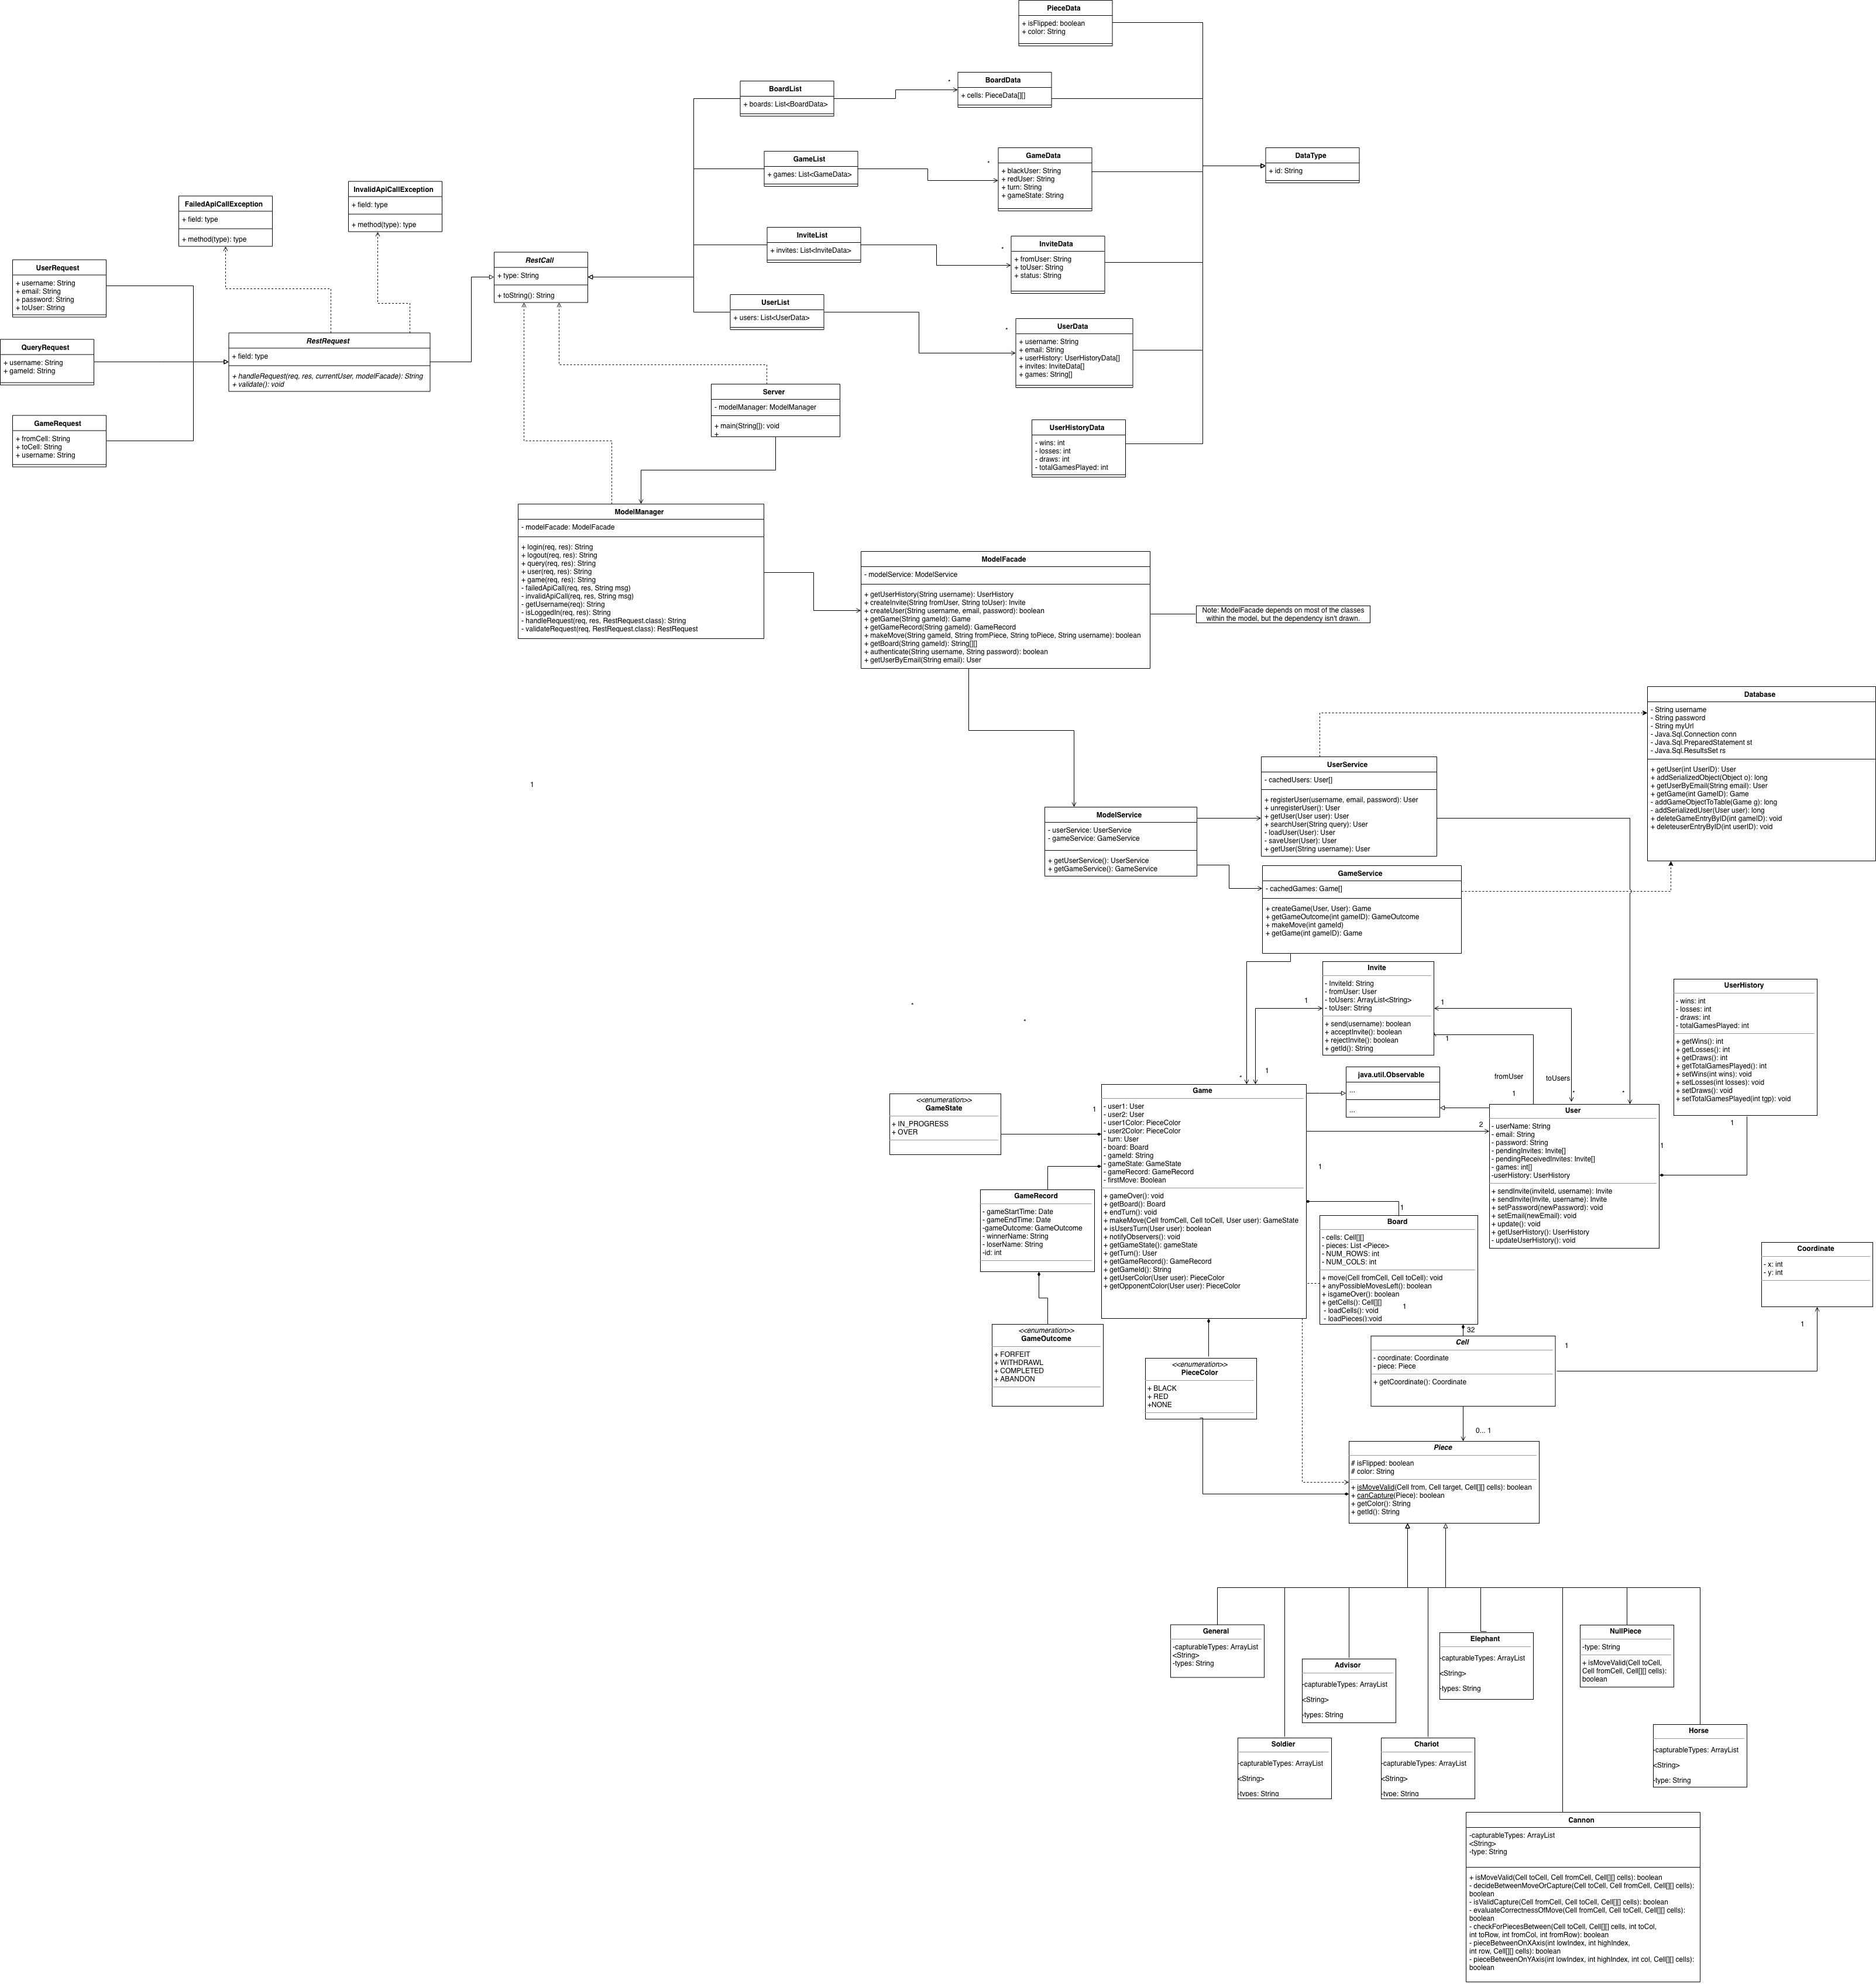 PieceData
+ isFlipped: boolean
+ color: String
BoardList
+ boards: List<BoardData>
*
BoardData
+ cells: PieceData[][]
GameList
+ games: List<GameData>
*
GameData
+ blackUser: String
+ redUser: String
+ turn: String
+ gameState: String
DataType
+ id: String
InvalidApiCallException
+ field: type
+ method(type): type
FailedApiCallException
+ field: type
+ method(type): type
InviteList
+ invites: List<InviteData>
*
InviteData
+ fromUser: String
+ toUser: String
+ status: String
RestCall
+ type: String
+ toString(): String
UserRequest
+ username: String
+ email: String
+ password: String
+ toUser: String
UserList
+ users: List<UserData>
*
UserData
+ username: String
+ email: String
+ userHistory: UserHistoryData[]
+ invites: InviteData[]
+ games: String[]
QueryRequest
+ username: String
+ gameId: String
RestRequest
+ field: type
+ handleRequest(req, res, currentUser, modelFacade): String
+ validate(): void
Server
- modelManager: ModelManager
+ main(String[]): void
+
GameRequest
+ fromCell: String
+ toCell: String
+ username: String
UserHistoryData
- wins: int
- losses: int
- draws: int
- totalGamesPlayed: int
ModelManager
- modelFacade: ModelFacade
+ login(req, res): String
+ logout(req, res): String
+ query(req, res): String
+ user(req, res): String
+ game(req, res): String
- failedApiCall(req, res, String msg)
- invalidApiCall(req, res, String msg)
- getUsername(req): String
- isLoggedIn(req, res): String
- handleRequest(req, res, RestRequest.class): String
- validateRequest(req, RestRequest.class): RestRequest
ModelFacade
- modelService: ModelService
+ getUserHistory(String username): UserHistory
+ createInvite(String fromUser, String toUser): Invite
+ createUser(String username, email, password): boolean
+ getGame(String gameId): Game
+ getGameRecord(String gameId): GameRecord
+ makeMove(String gameId, String fromPiece, String toPiece, String username): boolean
+ getBoard(String gameId): String[][]
+ authenticate(String username, String password): boolean
+ getUserByEmail(String email): User
Note: ModelFacade depends on most of the classes
within the model, but the dependency isn't drawn.
Database
- String username
- String password
- String myUrl
- Java.Sql.Connection conn
- Java.Sql.PreparedStatement st
- Java.Sql.ResultsSet rs
+ getUser(int UserID): User
+ addSerializedObject(Object o): long
+ getUserByEmail(String email): User
+ getGame(int GameID): Game
- addGameObjectToTable(Game g): long
- addSerializedUser(User user): long
+ deleteGameEntryByID(int gameID): void
+ deleteuserEntryByID(int userID): void
1
UserService
- cachedUsers: User[]
+ registerUser(username, email, password): User
+ unregisterUser(): User
+ getUser(User user): User
+ searchUser(String query): User
- loadUser(User): User
- saveUser(User): User
+ getUser(String username): User
ModelService
- userService: UserService
- gameService: GameService
+ getUserService(): UserService
+ getGameService(): GameService
GameService
- cachedGames: Game[]
+ createGame(User, User): Game
+ getGameOutcome(int gameID): GameOutcome
+ makeMove(int gameId)
+ getGame(int gameID): Game
*
*
Invite
- InviteId: String
- fromUser: User
- toUsers: ArrayList<String>
- toUser: String
+ send(username): boolean
+ acceptInvite(): boolean
+ rejectInvite(): boolean
+ getId(): String
1
1
1
1
*
fromUser
toUsers
1
*
*
UserHistory
- wins: int
- losses: int
- draws: int
- totalGamesPlayed: int
+ getWins(): int
+ getLosses(): int
+ getDraws(): int
+ getTotalGamesPlayed(): int
+ setWins(int wins): void
+ setLosses(int losses): void
+ setDraws(): void
+ setTotalGamesPlayed(int tgp): void
1
1
java.util.Observable
...
...
<<enumeration>>
GameState
+ IN_PROGRESS
+ OVER
1
Game
- user1: User
- user2: User
- user1Color: PieceColor
- user2Color: PieceColor
- turn: User
- board: Board
- gameId: String
- gameState: GameState
- gameRecord: GameRecord
- firstMove: Boolean
+ gameOver(): void
+ getBoard(): Board
+ endTurn(): void
+ makeMove(Cell fromCell, Cell toCell, User user): GameState
+ isUsersTurn(User user): boolean
+ notifyObservers(): void
+ getGameState(): gameState
+ getTurn(): User
+ getGameRecord(): GameRecord
+ getGameId(): String
+ getUserColor(User user): PieceColor
+ getOpponentColor(User user): PieceColor
2
1
1
User
- userName: String
- email: String
- password: String
- pendingInvites: Invite[]
- pendingReceivedInvites: Invite[]
- games: int[]
-userHistory: UserHistory
+ sendInvite(inviteId, username): Invite
+ sendInvite(Invite, username): Invite
+ setPassword(newPassword): void
+ setEmail(newEmail): void
+ update(): void
+ getUserHistory(): UserHistory
- updateUserHistory(): void
GameRecord
- gameStartTime: Date
- gameEndTime: Date
-gameOutcome: GameOutcome
- winnerName: String
- loserName: String
-id: int
Board
- cells: Cell[][]
- pieces: List <Piece>
- NUM_ROWS: int
- NUM_COLS: int
+ move(Cell fromCell, Cell toCell): void
+ anyPossibleMovesLeft(): boolean
+ isgameOver(): boolean
+ getCells(): Cell[][]
- loadCells(): void
- loadPieces():void
1
32
Coordinate
- x: int
- y: int
1
1
<<enumeration>>
GameOutcome
+ FORFEIT
+ WITHDRAWL
+ COMPLETED
+ ABANDON
<<enumeration>>
PieceColor
+ BLACK
+ RED
+NONE
Cell
- coordinate: Coordinate
- piece: Piece
+ getCoordinate(): Coordinate
0... 1
Piece
# isFlipped: boolean
# color: String
+ isMoveValid(Cell from, Cell target, Cell[][] cells): boolean
+ canCapture(Piece): boolean
+ getColor(): String
+ getId(): String
General
-capturableTypes: ArrayList
<String>
-types: String
Advisor
-capturableTypes: ArrayList
<String>
-types: String
Elephant
-capturableTypes: ArrayList
<String>
-types: String
NullPiece
-type: String
+ isMoveValid(Cell toCell,
Cell fromCell, Cell[][] cells):
boolean
Soldier
-capturableTypes: ArrayList
<String>
-types: String
Chariot
-capturableTypes: ArrayList
<String>
-types: String
Horse
-capturableTypes: ArrayList
<String>
-type: String
Cannon
-capturableTypes: ArrayList
<String>
-type: String
+ isMoveValid(Cell toCell, Cell fromCell, Cell[][] cells): boolean
- decideBetweenMoveOrCapture(Cell toCell, Cell fromCell, Cell[][] cells):
boolean
- isValidCapture(Cell fromCell, Cell toCell, Cell[][] cells): boolean
- evaluateCorrectnessOfMove(Cell fromCell, Cell toCell, Cell[][] cells):
boolean
- checkForPiecesBetween(Cell toCell, Cell[][] cells, int toCol,
int toRow, int fromCol, int fromRow): boolean
- pieceBetweenOnXAxis(int lowIndex, int highIndex,
int row, Cell[][] cells): boolean
- pieceBetweenOnYAxis(int lowIndex, int highIndex, int col, Cell[][] cells):
boolean